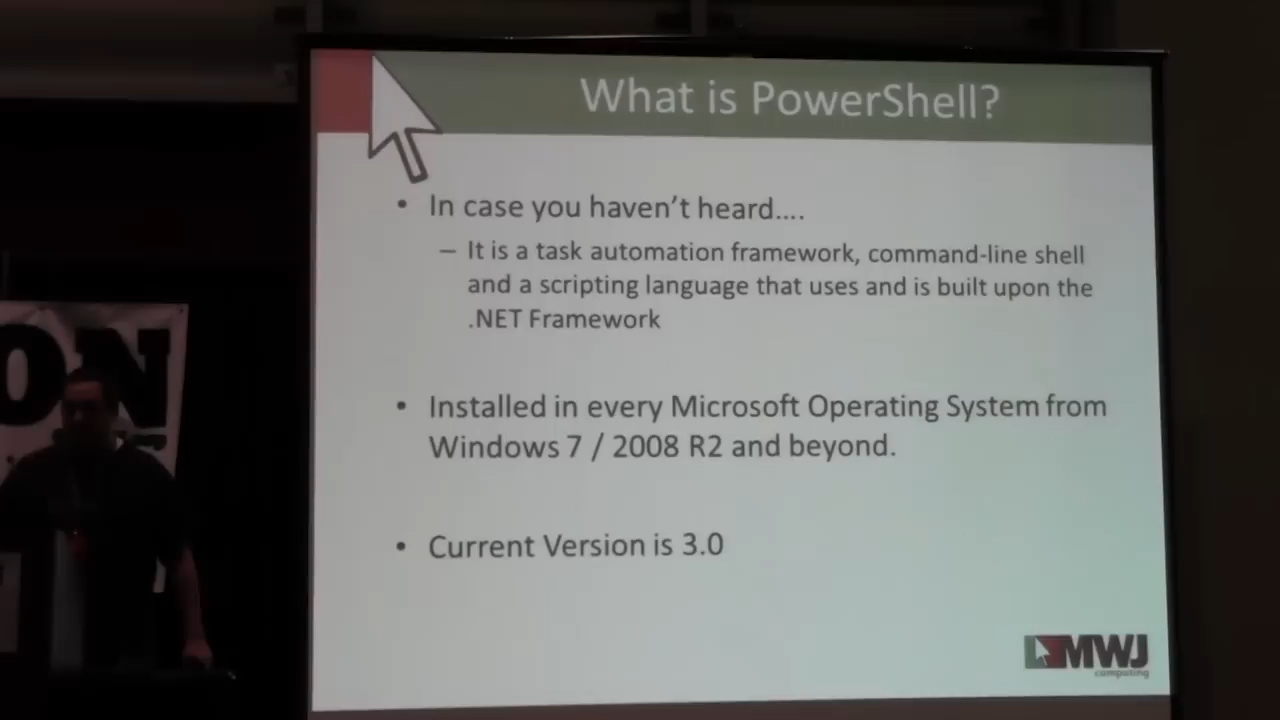 What is PowerShell?
• In case you haven't heard....
– It is a task automation framework, command-line shell
and a scripting language that uses and is built upon the
.NET Framework
• Installed in every Microsoft Operating System from
Windows 7 / 2008 R2 and beyond.
• Current Version is 3.0
MWJ
computing
ON